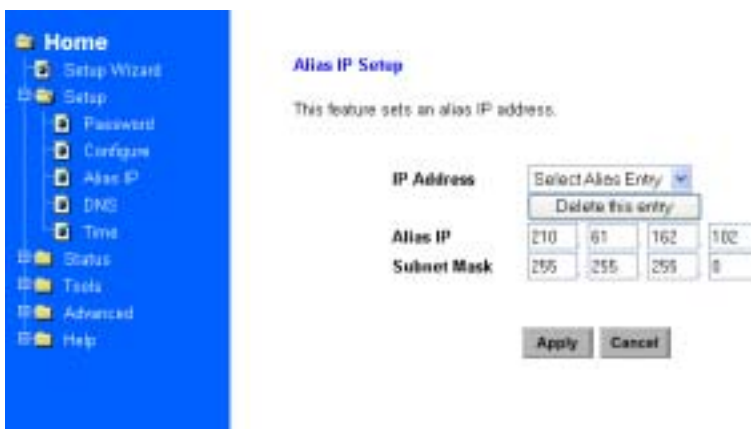 Home
Setup Wizard
Setup
Password
Configure
Alias IP
DNS
Time
Status
Tools
Advanced
Help
Alias IP Setup
This feature sets an alias IP address.
IP Address Select Alias Entry
Delete this entry
Alias IP 210 61 162 102
Subnet Mask 255 255 255 0
Apply Cancel